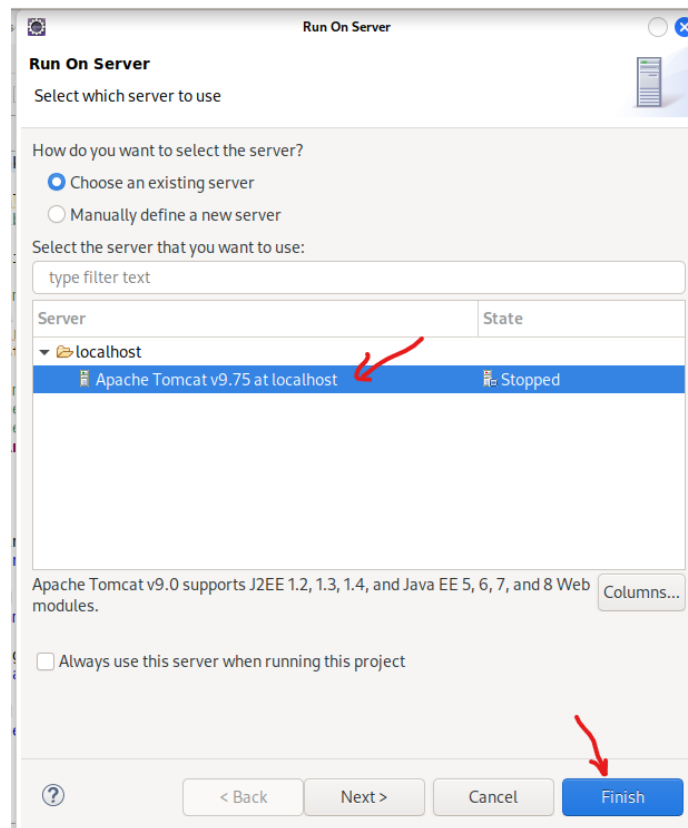 Run On Server
Run On Server
Select which server to use
How do you want to select the server?
Choose an existing server
Manually define a new server
Select the server that you want to use:
type filter text
Server State
localhost
Apache Tomcat v9.75 at localhost Stopped
Apache Tomcat v9.0 supports J2EE 1.2, 1.3, 1.4, and Java EE 5, 6, 7, and 8 Web
modules.
Columns...
Always use this server when running this project
? < Back Next > Cancel Finish